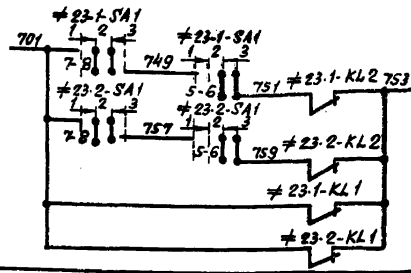 ≠23.1-SA1
1 2 3
701
7-8
749
≠23.1-SA1
1 2 3
5-6
751
≠23.1-KL2
753
≠23.2-SA1
1 2 3
7-8
757
≠23.2-SA1
1 2 3
5-6
759
≠23.2-KL2
≠23.1-KL1
≠23.2-KL1